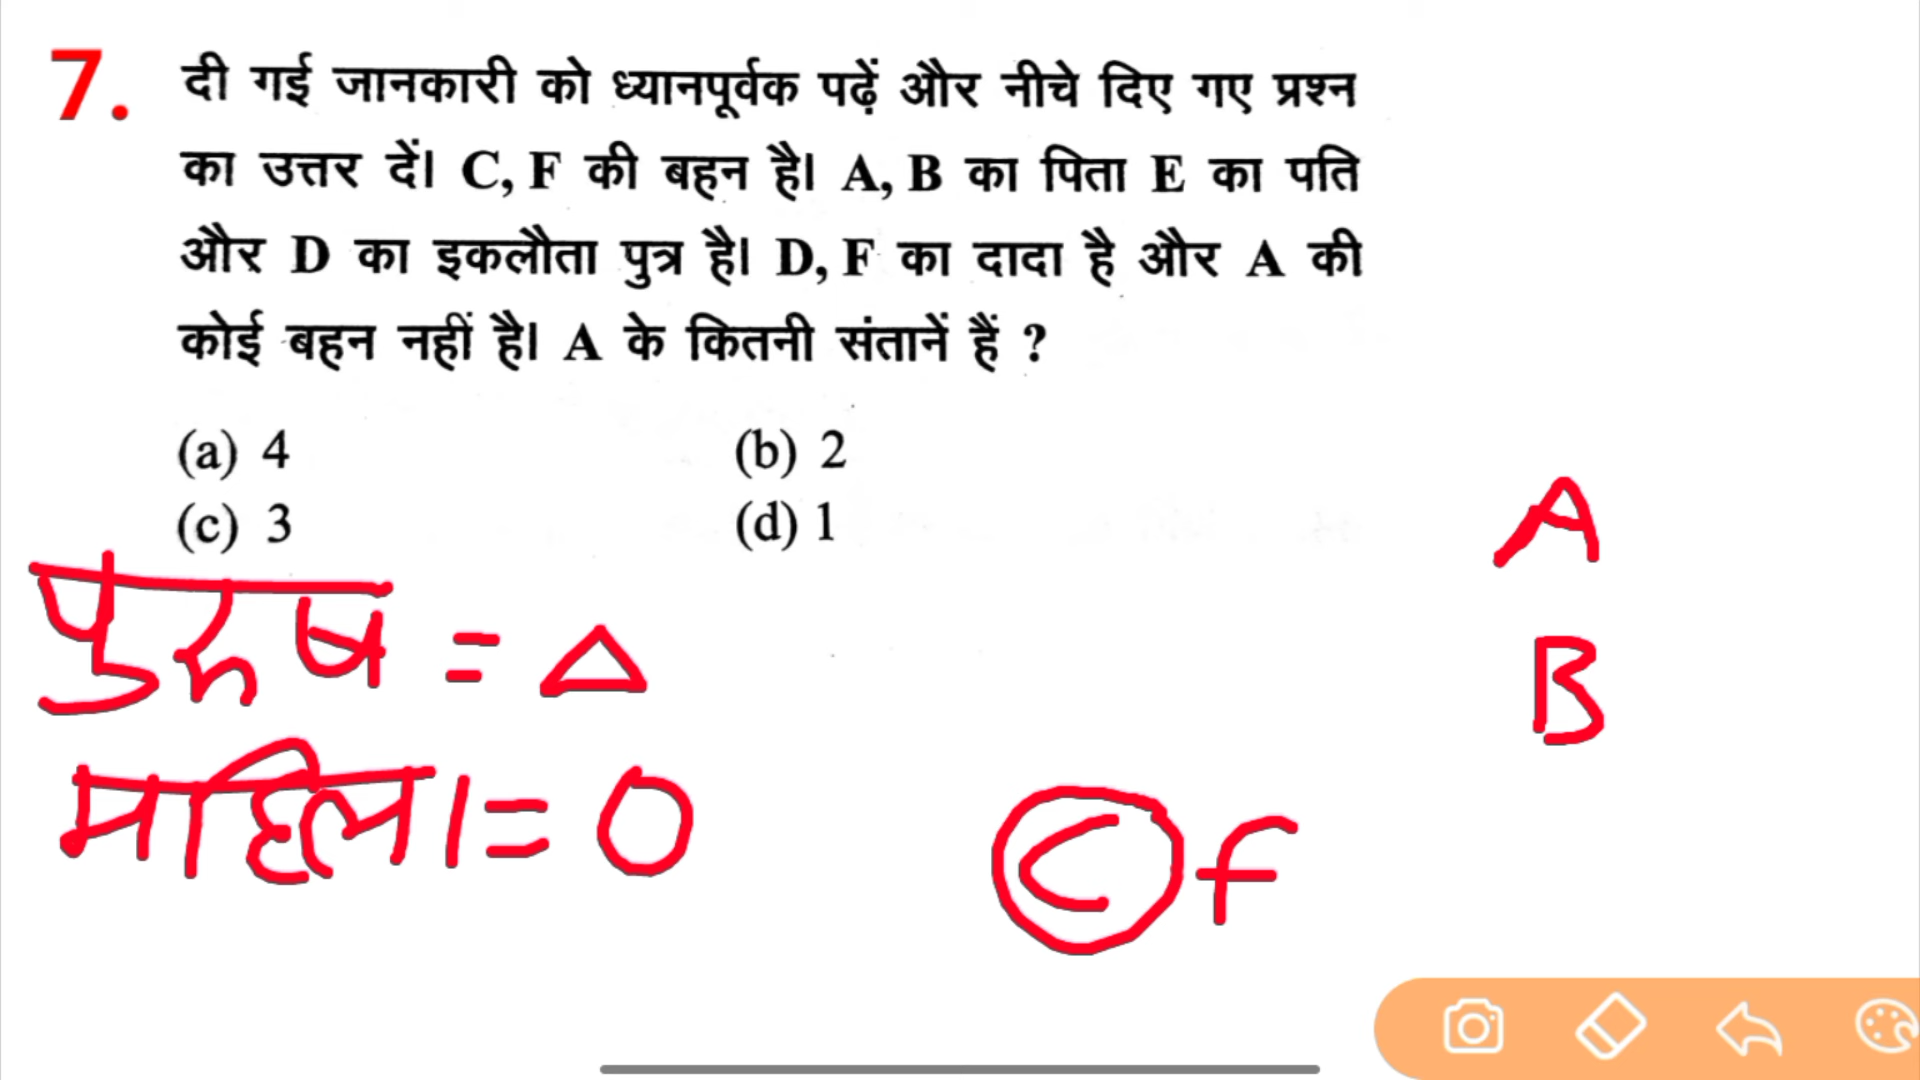 7. दी गई जानकारी को ध्यानपूर्वक पढ़ें और नीचे दिए गए प्रश्न
का उत्तर दें। C, F की बहन है। A, B का पिता E का पति
और D का इकलौता पुत्र है। D, F का दादा है और A की
कोई बहन नहीं है। A के कितनी संतानें हैं ?
(a) 4 (b) 2
(c) 3 (d) 1
A
पुरुष = Δ
B
महिला = O
C f